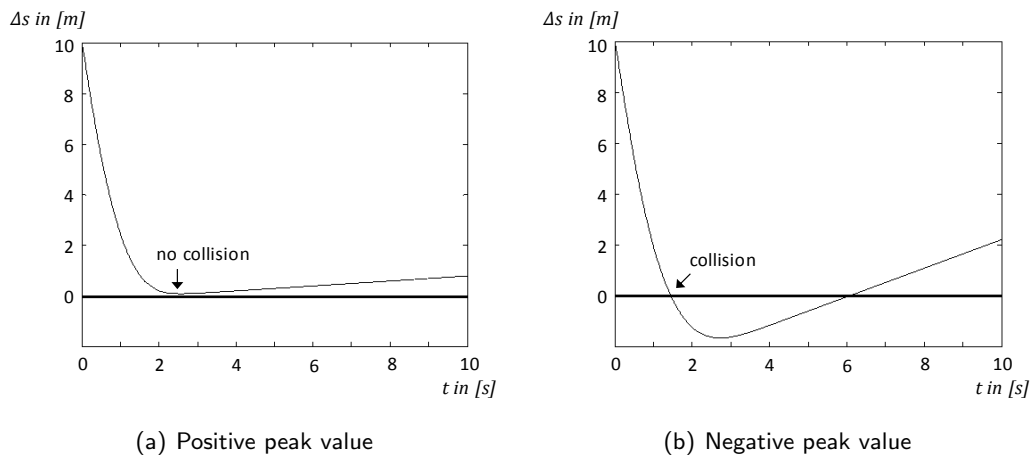 Δs in [m]
10
8
6
4
2
0
no collision
0 2 4 6 8 10
t in [s]
(a) Positive peak value
Δs in [m]
10
8
6
4
2
0
collision
0 2 4 6 8 10
t in [s]
(b) Negative peak value